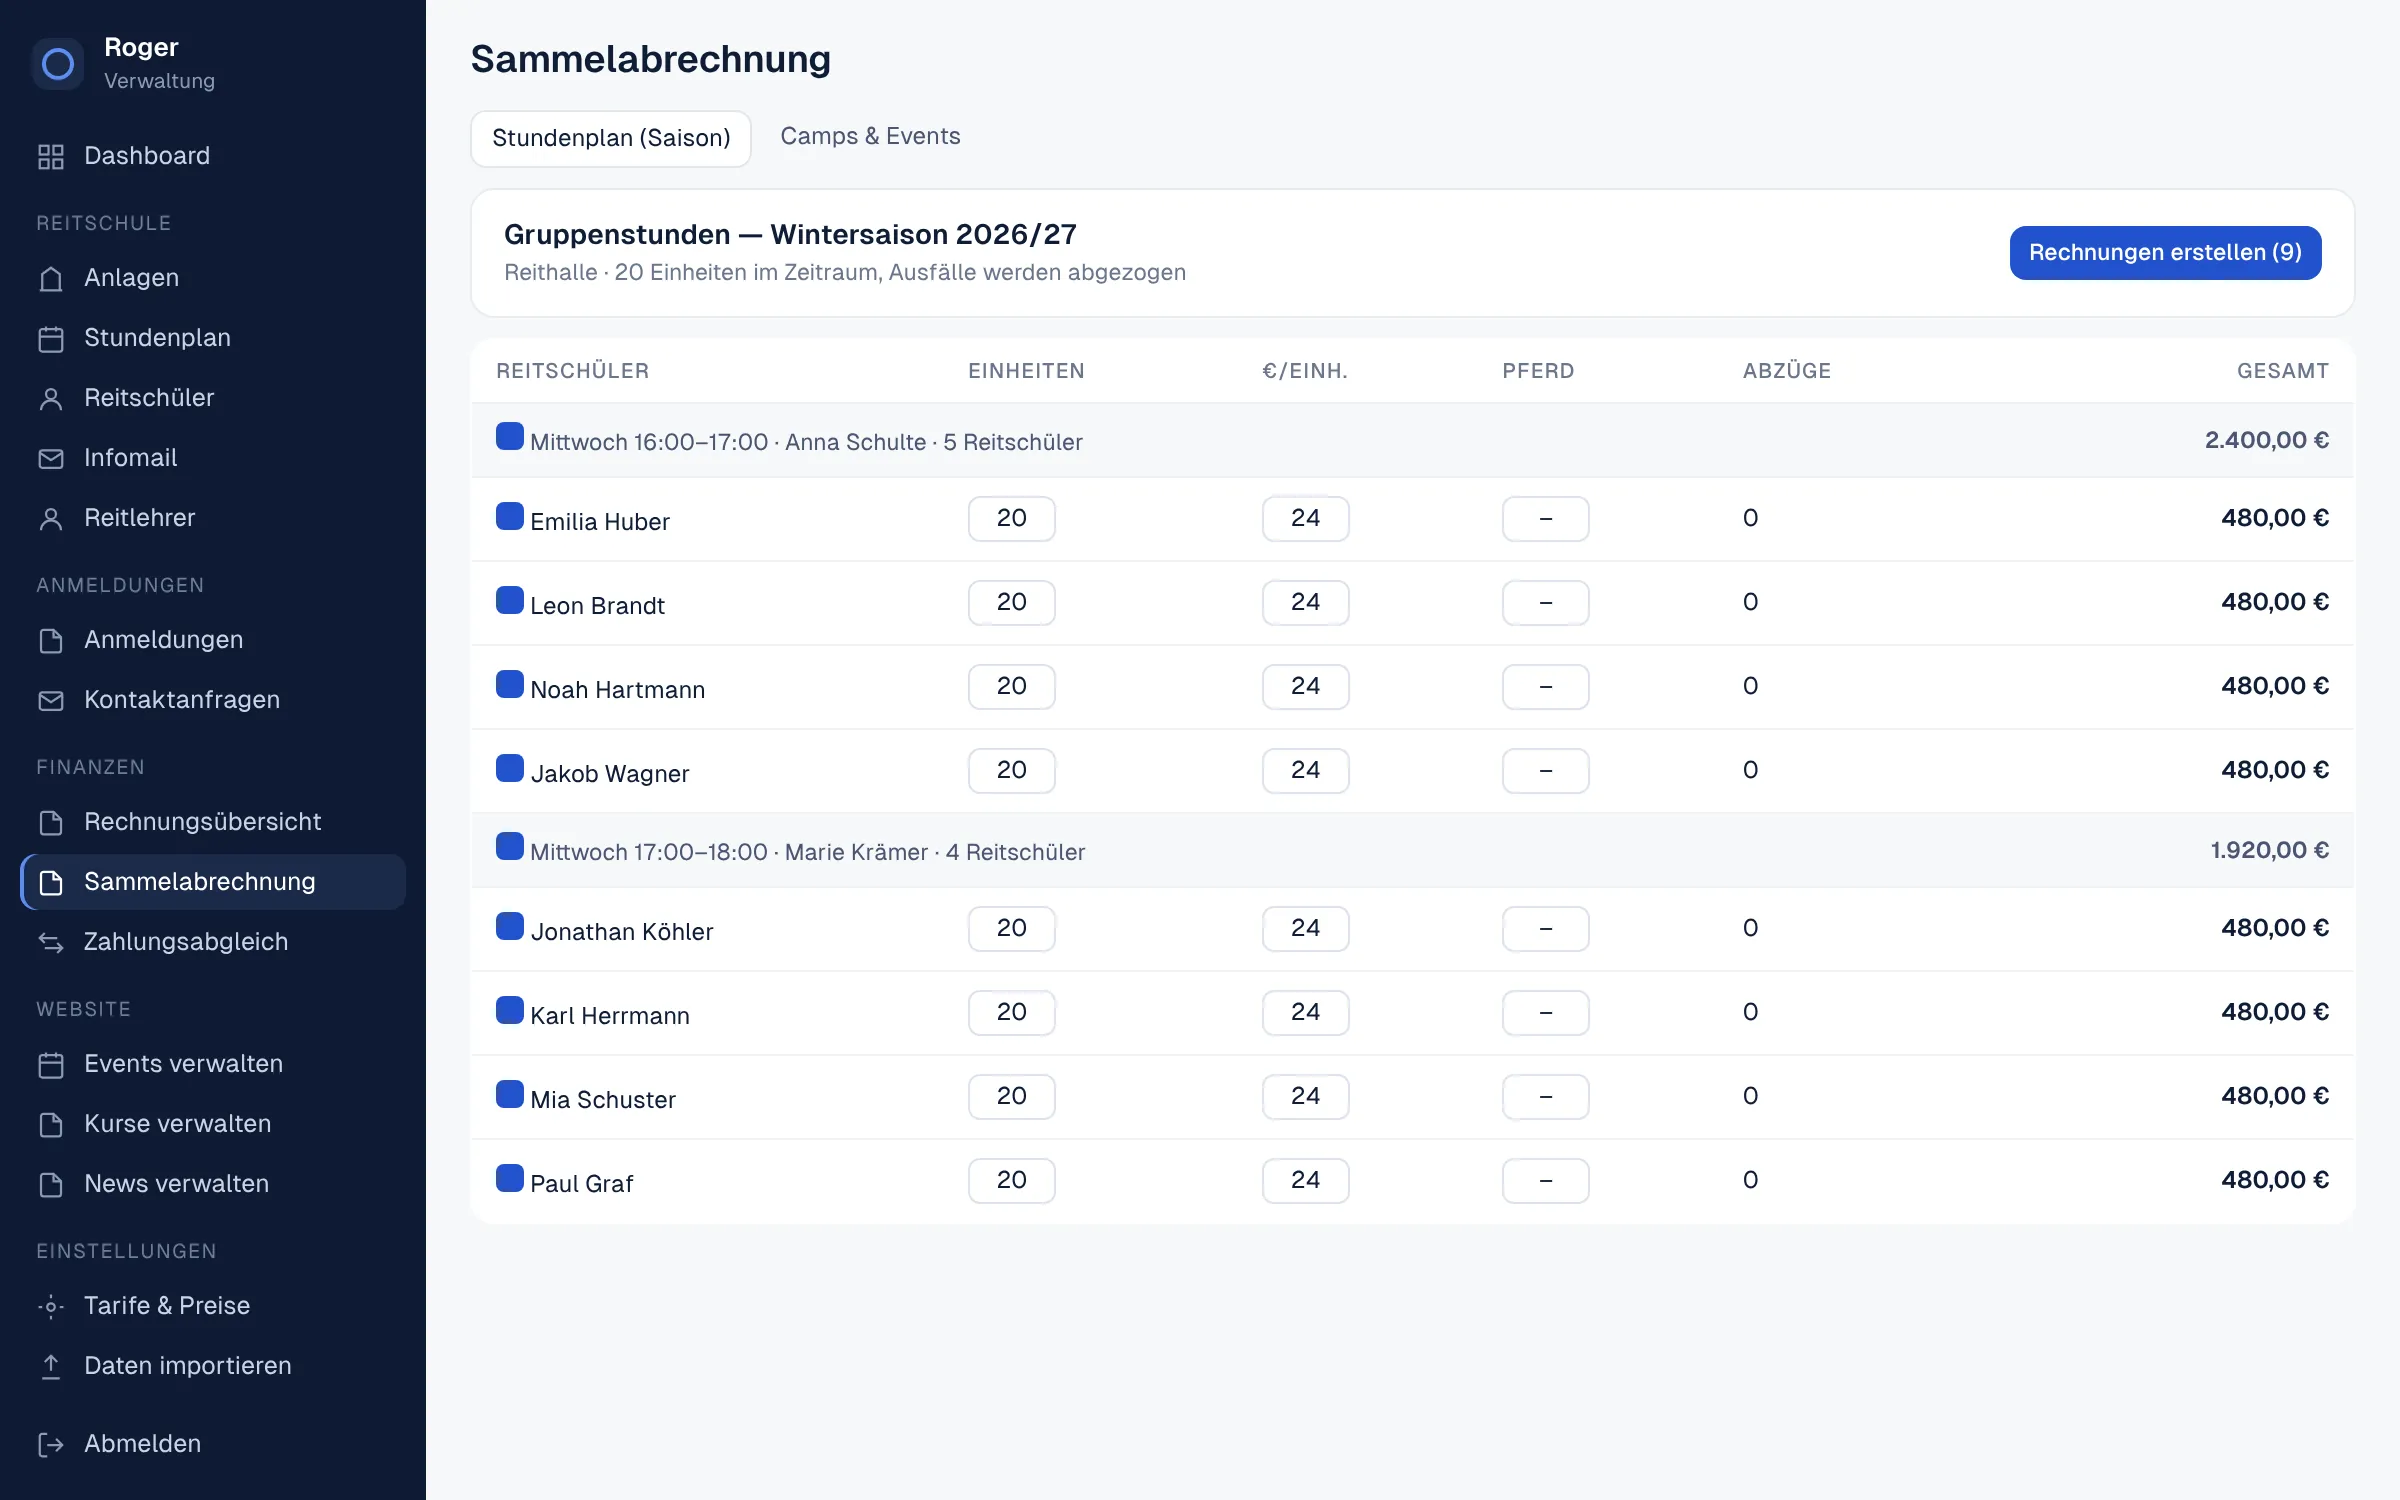 Roger
Verwaltung
Dashboard
REITSCHULE
Anlagen
Stundenplan
Reitschüler
Infomail
Reitlehrer
ANMELDUNGEN
Anmeldungen
Kontaktanfragen
FINANZEN
Rechnungsübersicht
Sammelabrechnung
Zahlungsabgleich
WEBSITE
Events verwalten
Kurse verwalten
News verwalten
EINSTELLUNGEN
Tarife & Preise
Daten importieren
Abmelden
Sammelabrechnung
Stundenplan (Saison) Camps & Events
Gruppenstunden — Wintersaison 2026/27
Reithalle · 20 Einheiten im Zeitraum, Ausfälle werden abgezogen
Rechnungen erstellen (9)
REITSCHÜLER EINHEITEN €/EINH. PFERD ABZÜGE GESAMT
Mittwoch 16:00–17:00 · Anna Schulte · 5 Reitschüler 2.400,00 €
Emilia Huber 20 24 – 0 480,00 €
Leon Brandt 20 24 – 0 480,00 €
Noah Hartmann 20 24 – 0 480,00 €
Jakob Wagner 20 24 – 0 480,00 €
Mittwoch 17:00–18:00 · Marie Krämer · 4 Reitschüler 1.920,00 €
Jonathan Köhler 20 24 – 0 480,00 €
Karl Herrmann 20 24 – 0 480,00 €
Mia Schuster 20 24 – 0 480,00 €
Paul Graf 20 24 – 0 480,00 €